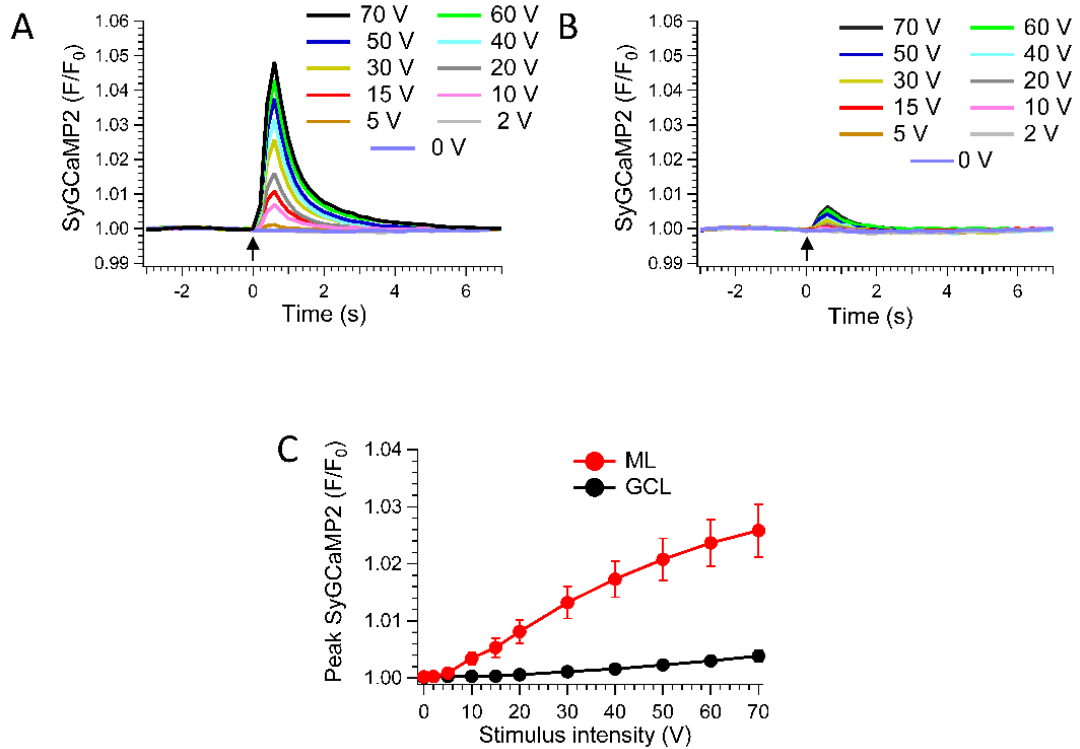 A
SyGCaMP2 (F/F0)
1.06
1.05
1.04
1.03
1.02
1.01
1.00
0.99
70 V 60 V
50 V 40 V
30 V 20 V
15 V 10 V
5 V 2 V
0 V
-2 0 2 4 6
Time (s)
B
SyGCaMP2 (F/F0)
1.06
1.05
1.04
1.03
1.02
1.01
1.00
0.99
70 V 60 V
50 V 40 V
30 V 20 V
15 V 10 V
5 V 2 V
0 V
-2 0 2 4 6
Time (s)
C
Peak SyGCaMP2 (F/F0)
1.04
1.03
1.02
1.01
1.00
ML
GCL
0 10 20 30 40 50 60 70
Stimulus intensity (V)